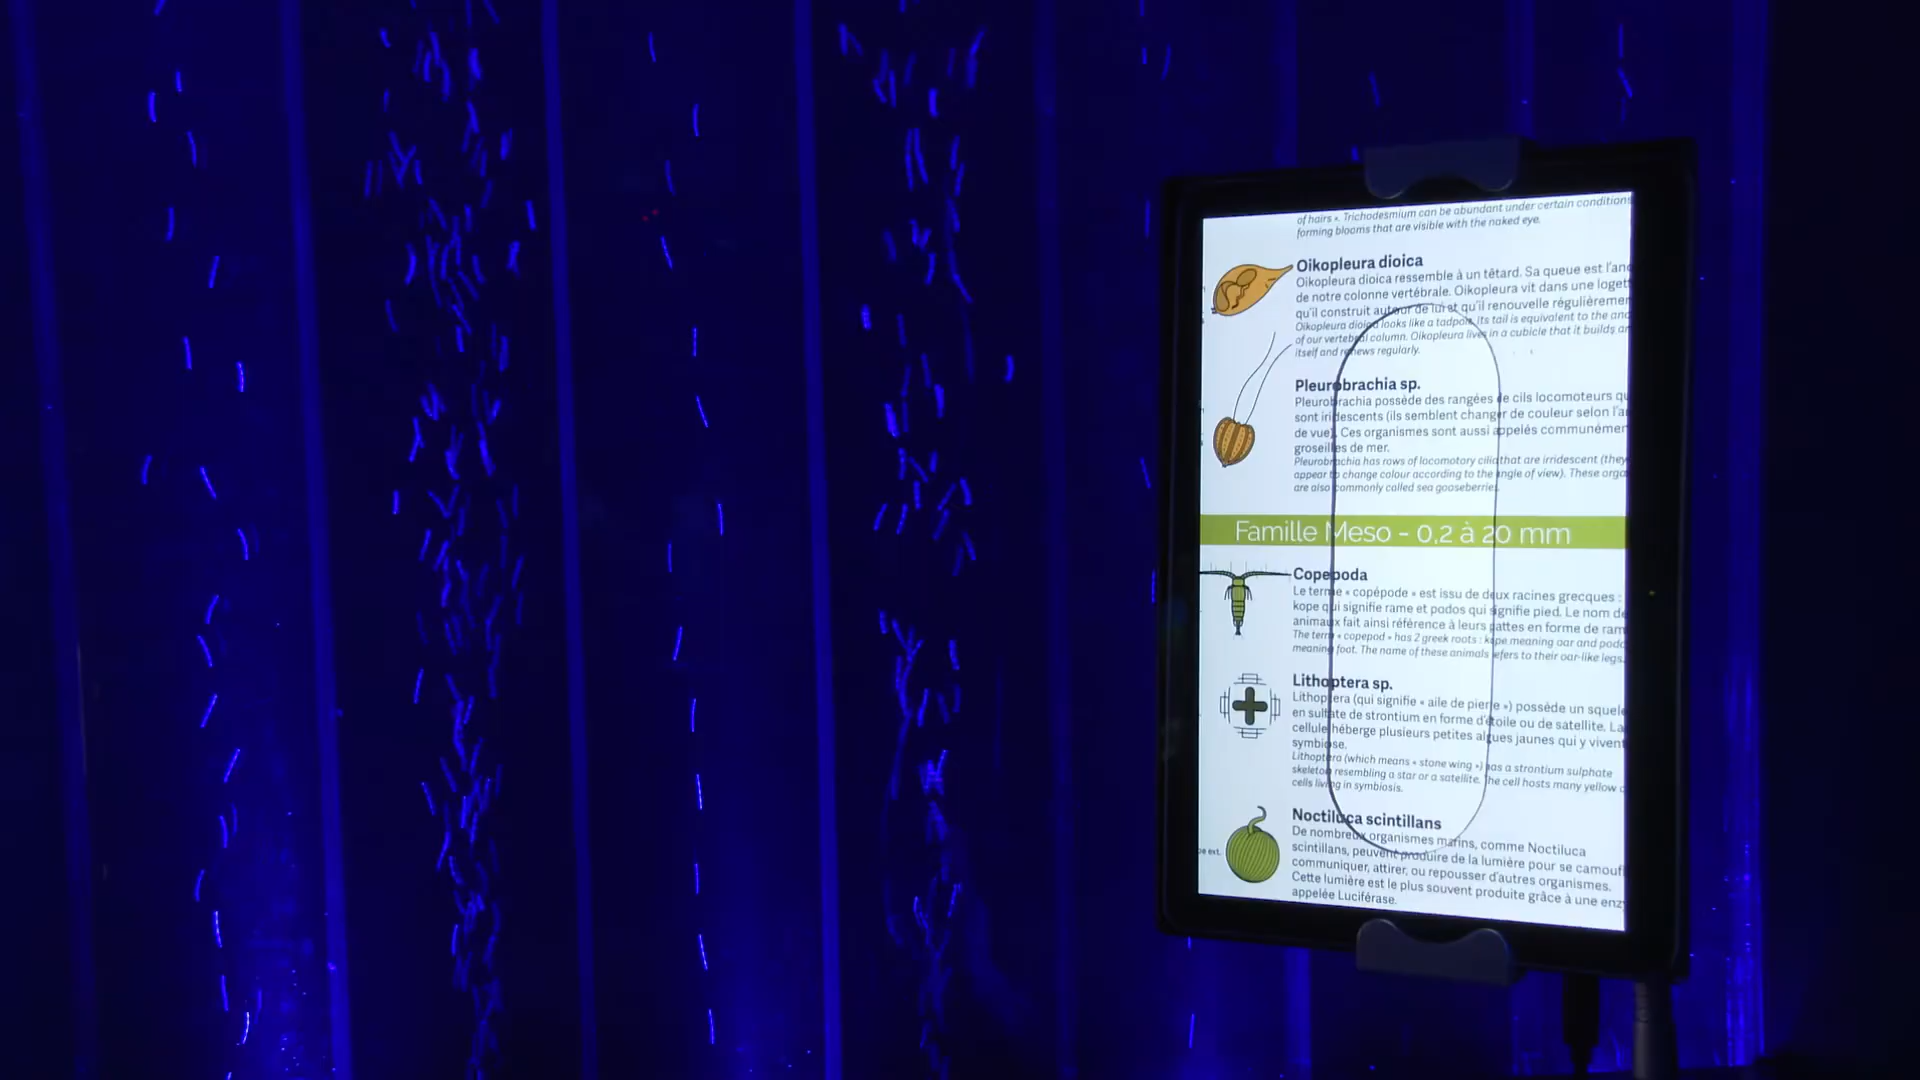 of hairs ». Trichodesmium can be abundant under certain conditions
forming blooms that are visible with the naked eye.
Oikopleura dioica
Oikopleura dioica ressemble à un têtard. Sa queue est l'anc
de notre colonne vertébrale. Oikopleura vit dans une loget
qu'il construit autour de lui et qu'il renouvelle régulièremen
Oikopleura dioica looks like a tadpole, its tail is equivalent to the anc
of our vertebral column. Oikopleura lives in a cubicle that it builds ar
itself and renews regularly.
Pleurobrachia sp.
Pleurobrachia possède des rangées de cils locomoteurs qu
sont iridescents (ils semblent changer de couleur selon l'a
de vue). Ces organismes sont aussi appelés communémen
groseilles de mer.
Pleurobrachia has rows of locomotory cilia that are irridescent (they
appear to change colour according to the angle of view). These orga
are also commonly called sea gooseberries.
Famille Meso - 0,2 à 20 mm
Copepoda
Le terme « copépode » est issu de deux racines grecques :
kope qui signifie rame et podos qui signifie pied. Le nom de
animaux fait ainsi référence à leurs pattes en forme de ram
The term « copepod » has 2 greek roots : kope meaning oar and podo
meaning foot. The name of these animals refers to their oar-like legs.
Lithoptera sp.
Lithoptera (qui signifie « aile de pierre ») possède un squele
en sulfate de strontium en forme d'étoile ou de satellite. La
cellule héberge plusieurs petites algues jaunes qui y vivent
symbiose.
Lithoptera (which means « stone wing ») has a strontium sulphate
skeleton resembling a star or a satellite. The cell hosts many yellow
cells living in symbiosis.
Noctiluca scintillans
De nombreux organismes marins, comme Noctiluca
scintillans, peuvent produire de la lumière pour se camoufl
communiquer, attirer, ou repousser d'autres organismes.
Cette lumière est le plus souvent produite grâce à une enz
ext.
appelée Luciférase.